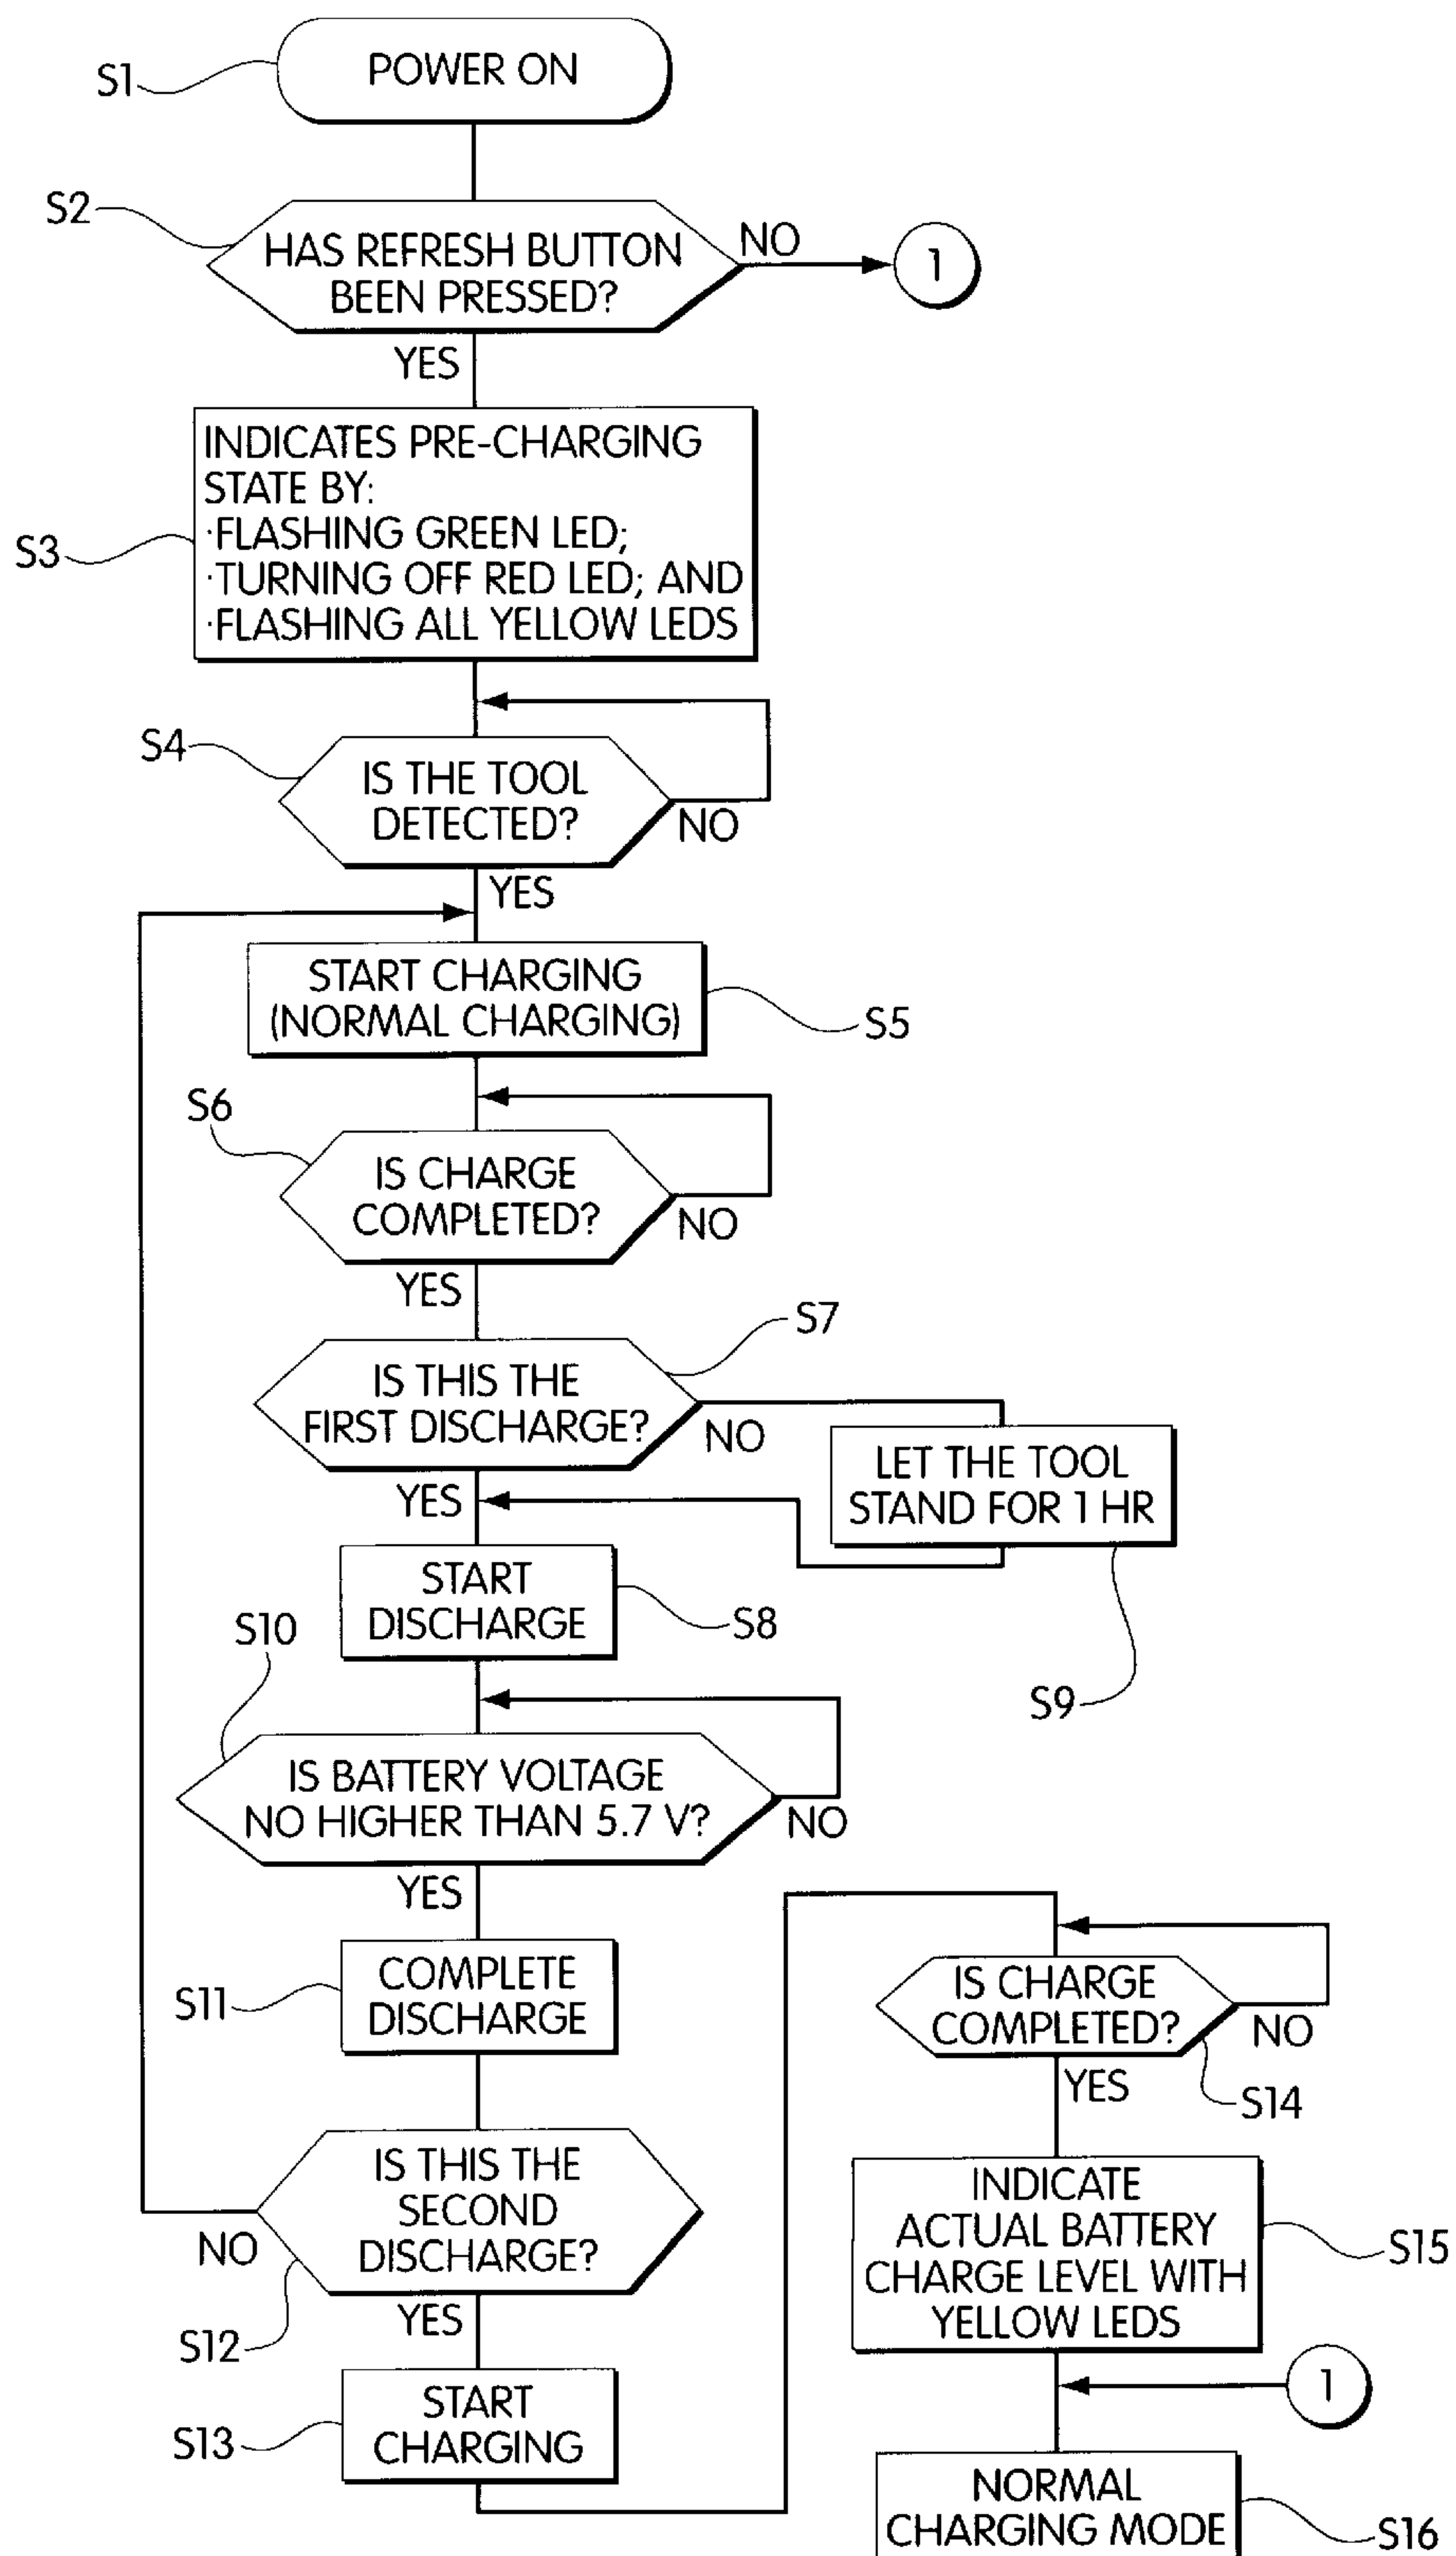 S1
POWER ON
S2
HAS REFRESH BUTTON
BEEN PRESSED?
NO
1
YES
S3
INDICATES PRE-CHARGING
STATE BY:
·FLASHING GREEN LED;
·TURNING OFF RED LED; AND
·FLASHING ALL YELLOW LEDS
S4
IS THE TOOL
DETECTED?
NO
YES
START CHARGING
(NORMAL CHARGING)
S5
S6
IS CHARGE
COMPLETED?
NO
YES
S7
IS THIS THE
FIRST DISCHARGE?
NO
LET THE TOOL
STAND FOR 1 HR
YES
START
DISCHARGE
S8
S9
S10
IS BATTERY VOLTAGE
NO HIGHER THAN 5.7 V?
NO
YES
S11
COMPLETE
DISCHARGE
IS THIS THE
SECOND
DISCHARGE?
NO
S12
YES
S13
START
CHARGING
IS CHARGE
COMPLETED?
NO
YES
S14
INDICATE
ACTUAL BATTERY
CHARGE LEVEL WITH
YELLOW LEDS
S15
1
NORMAL
CHARGING MODE
S16